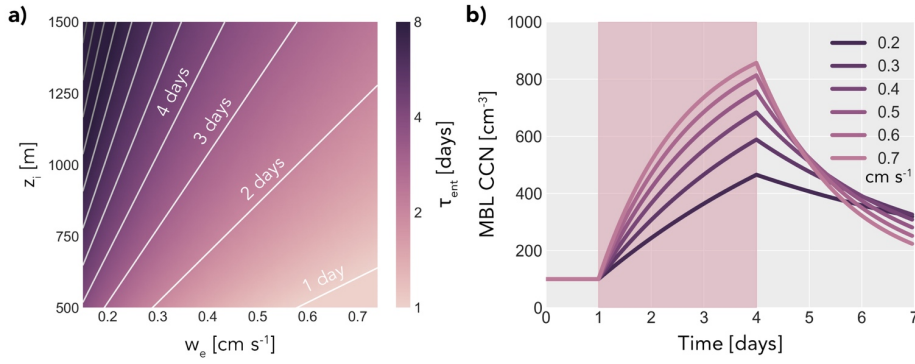 a)
1500
1250
1000
750
500
z_i [m]
0.2 0.3 0.4 0.5 0.6 0.7
w_e [cm s⁻¹]
4 days
3 days
2 days
1 day
8
4
2
1
τ_ent [days]
b)
1000
800
600
400
200
0
MBL CCN [cm⁻³]
0 1 2 3 4 5 6 7
Time [days]
0.2
0.3
0.4
0.5
0.6
0.7
cm s⁻¹